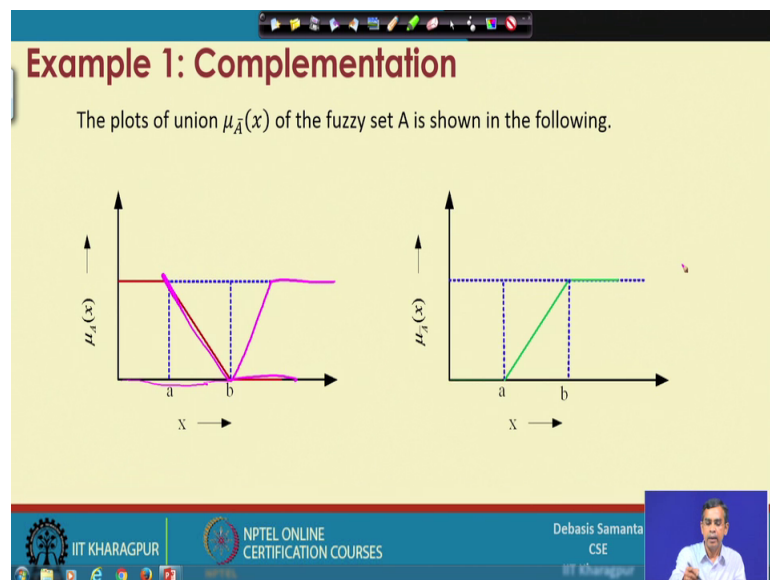 Example 1: Complementation
The plots of union μ_Ā(x) of the fuzzy set A is shown in the following.
μ_A(x)
a b
x
μ_Ā(x)
a b
x
IIT KHARAGPUR
NPTEL ONLINE
CERTIFICATION COURSES
Debasis Samanta
CSE
IIT Kharagpur